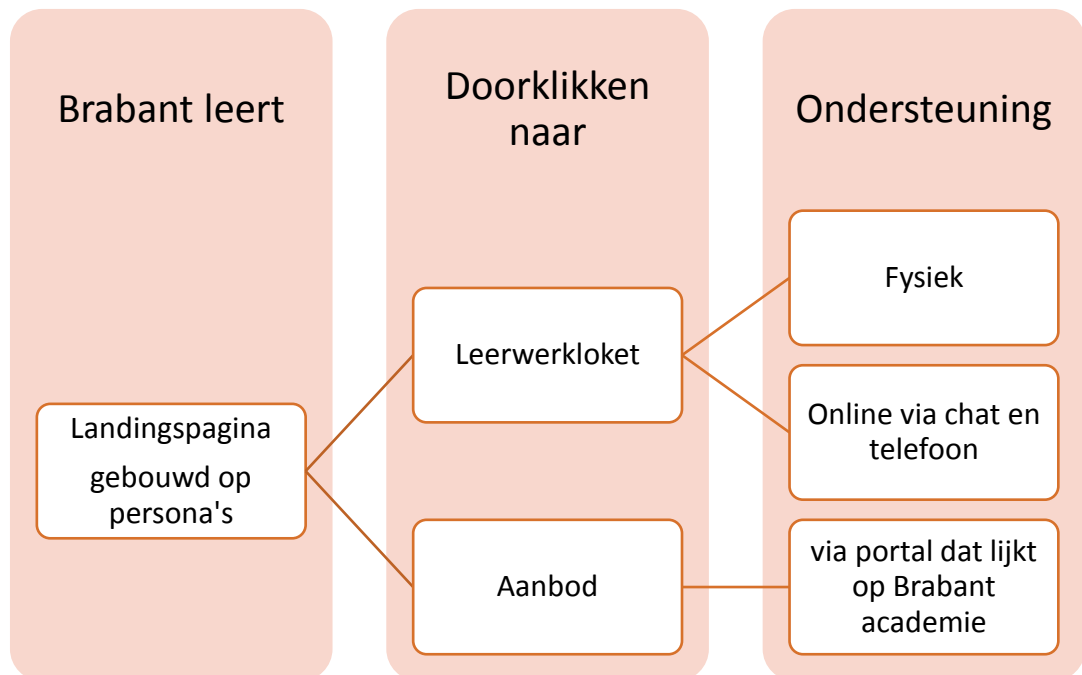 Brabant leert
Doorklikken
naar
Ondersteuning
Landingspagina
gebouwd op
persona's
Leerwerkloket
Aanbod
Fysiek
Online via chat en
telefoon
via portal dat lijkt
op Brabant
academie